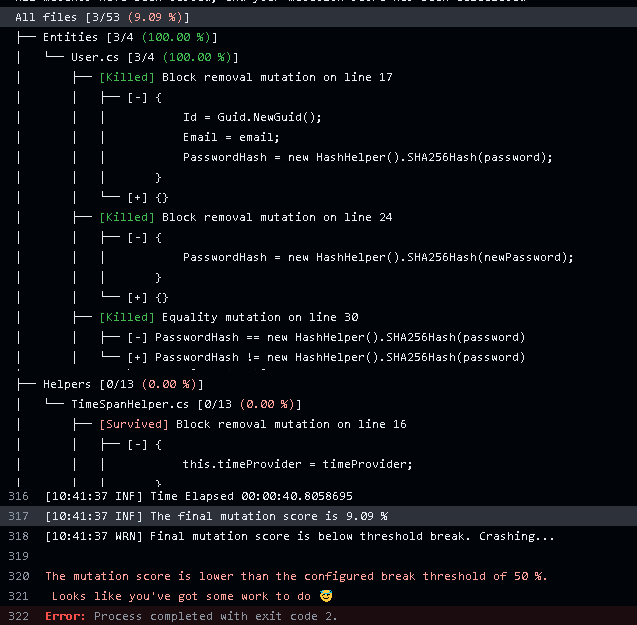 All files [3/53 (9.09 %)]
├── Entities [3/4 (100.00 %)]
│   └── User.cs [3/4 (100.00 %)]
│       ├── [Killed] Block removal mutation on line 17
│       │   ├── [-] {
│       │   │           Id = Guid.NewGuid();
│       │   │           Email = email;
│       │   │           PasswordHash = new HashHelper().SHA256Hash(password);
│       │   │       }
│       │   └── [+] {}
│       ├── [Killed] Block removal mutation on line 24
│       │   ├── [-] {
│       │   │           PasswordHash = new HashHelper().SHA256Hash(newPassword);
│       │   │       }
│       │   └── [+] {}
│       ├── [Killed] Equality mutation on line 30
│       │   ├── [-] PasswordHash == new HashHelper().SHA256Hash(password)
│       │   └── [+] PasswordHash != new HashHelper().SHA256Hash(password)
├── Helpers [0/13 (0.00 %)]
│   └── TimeSpanHelper.cs [0/13 (0.00 %)]
│       ├── [Survived] Block removal mutation on line 16
│       │   ├── [-] {
│       │   │           this.timeProvider = timeProvider;
│       │   │       }
316 [10:41:37 INF] Time Elapsed 00:00:40.8058695
317 [10:41:37 INF] The final mutation score is 9.09 %
318 [10:41:37 WRN] Final mutation score is below threshold break. Crashing...
319
320 The mutation score is lower than the configured break threshold of 50 %.
321 Looks like you've got some work to do 😅
322 Error: Process completed with exit code 2.